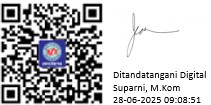 Ditandatangani Digital
Suparni, M.Kom
28-06-2025 09:08:51